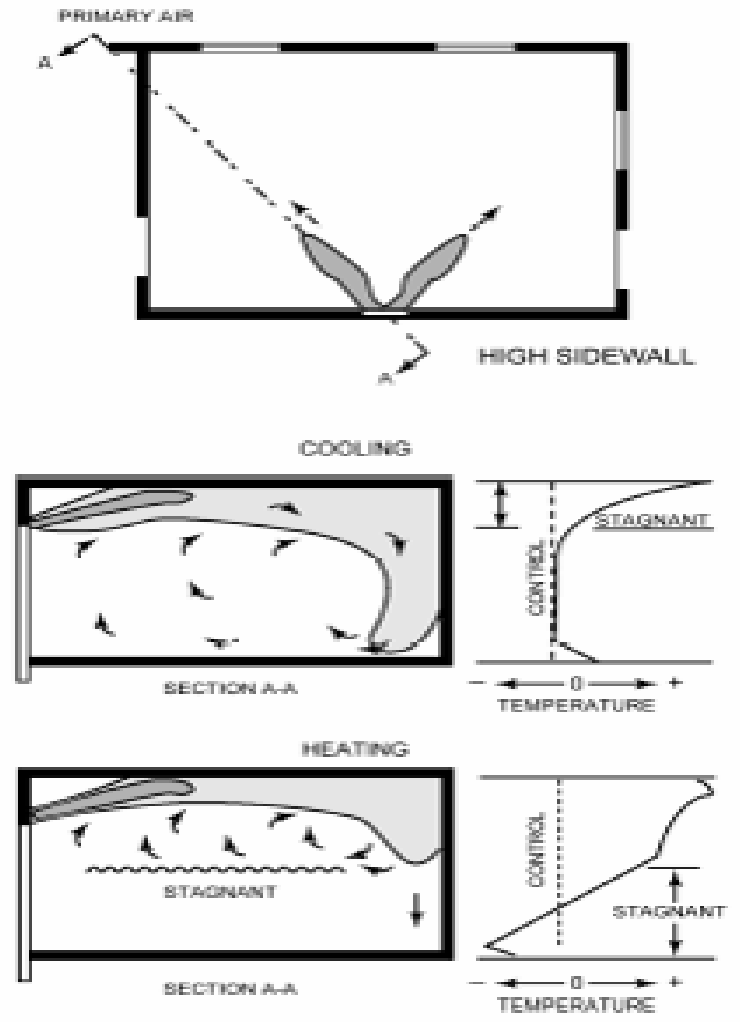 PRIMARY AIR
A
HIGH SIDEWALL
A
COOLING
STAGNANT
CONTROL
SECTION A-A
- 0 +
TEMPERATURE
HEATING
CONTROL
STAGNANT
STAGNANT
SECTION A-A
- 0 +
TEMPERATURE